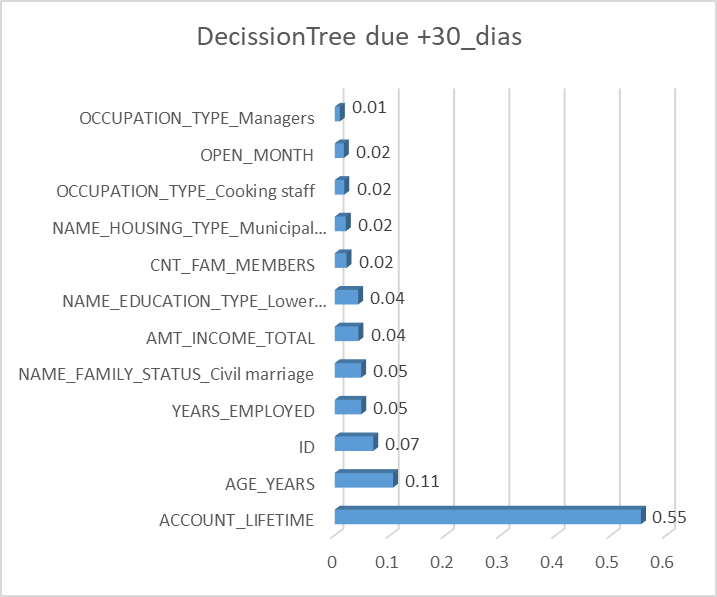 DecissionTree due +30_dias
OCCUPATION_TYPE_Managers 0.01
OPEN_MONTH 0.02
OCCUPATION_TYPE_Cooking staff 0.02
NAME_HOUSING_TYPE_Municipal... 0.02
CNT_FAM_MEMBERS 0.02
NAME_EDUCATION_TYPE_Lower... 0.04
AMT_INCOME_TOTAL 0.04
NAME_FAMILY_STATUS_Civil marriage 0.05
YEARS_EMPLOYED 0.05
ID 0.07
AGE_YEARS 0.11
ACCOUNT_LIFETIME 0.55
0 0.1 0.2 0.3 0.4 0.5 0.6